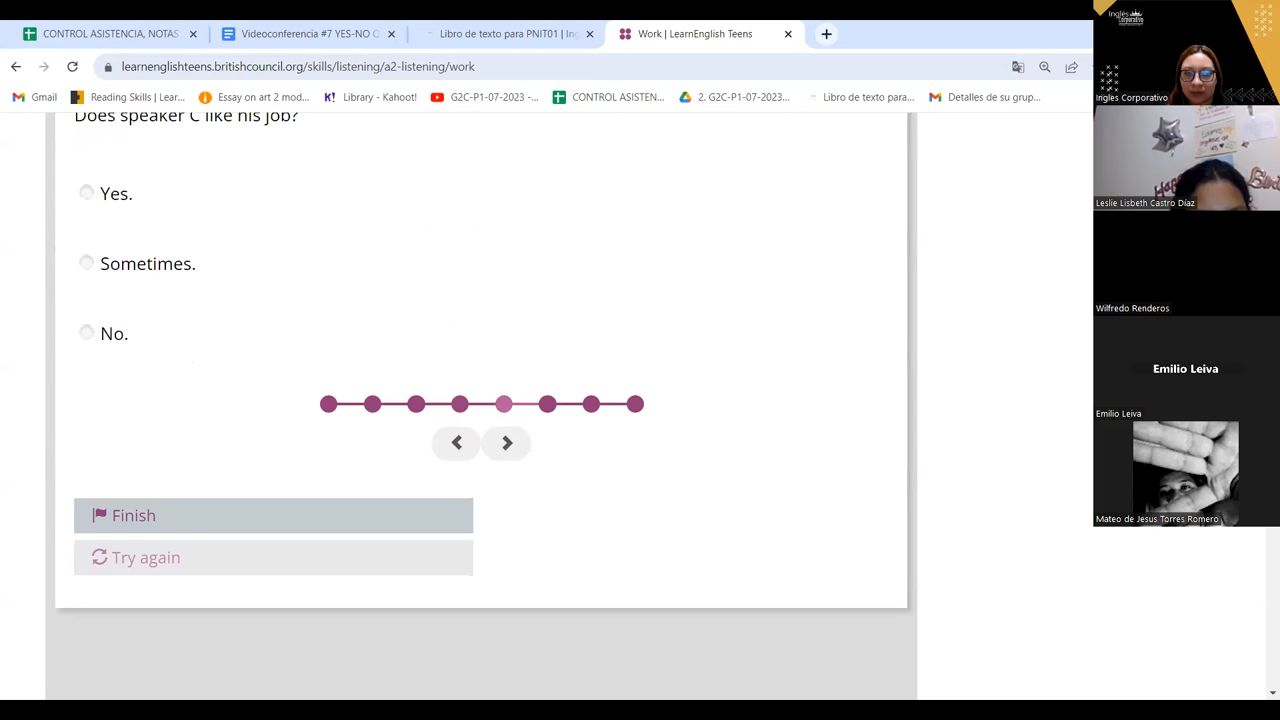 CONTROL ASISTENCIA, NOTAS
Videoconferencia #7 YES-NO Q
Libro de texto para PNIT01 | Ing
Work | LearnEnglish Teens
learnenglishteens.britishcouncil.org/skills/listening/a2-listening/work
Gmail
Reading Skills | Lear...
Essay on art 2 mod...
Library - Kah
G2C-P1-07-2023 -...
CONTROL ASISTEN...
2. G2C-P1-07-2023...
Libro de texto para...
Detalles de su grup...
Does speaker C like his job?
Yes.
Sometimes.
No.
Finish
Try again
Inglés
Corporativo
Ingles Corporativo
Leslie Lisbeth Castro Díaz
Wilfredo Renderos
Emilio Leiva
Emilio Leiva
Mateo de Jesus Torres Romero